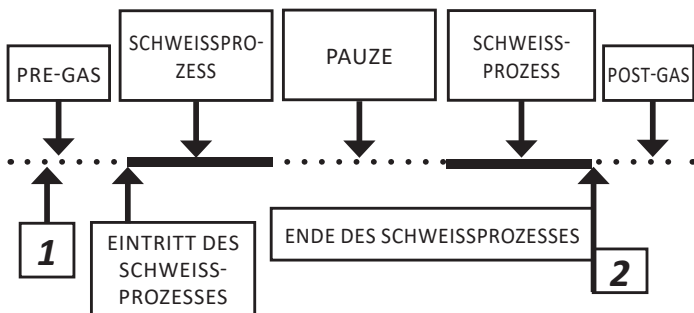 PRE-GAS
SCHWEISSPRO-
ZESS
PAUZE
SCHWEISS-
PROZESS
POST-GAS
1
EINTRITT DES
SCHWEISS-
PROZESSES
ENDE DES SCHWEISSPROZESSES
2